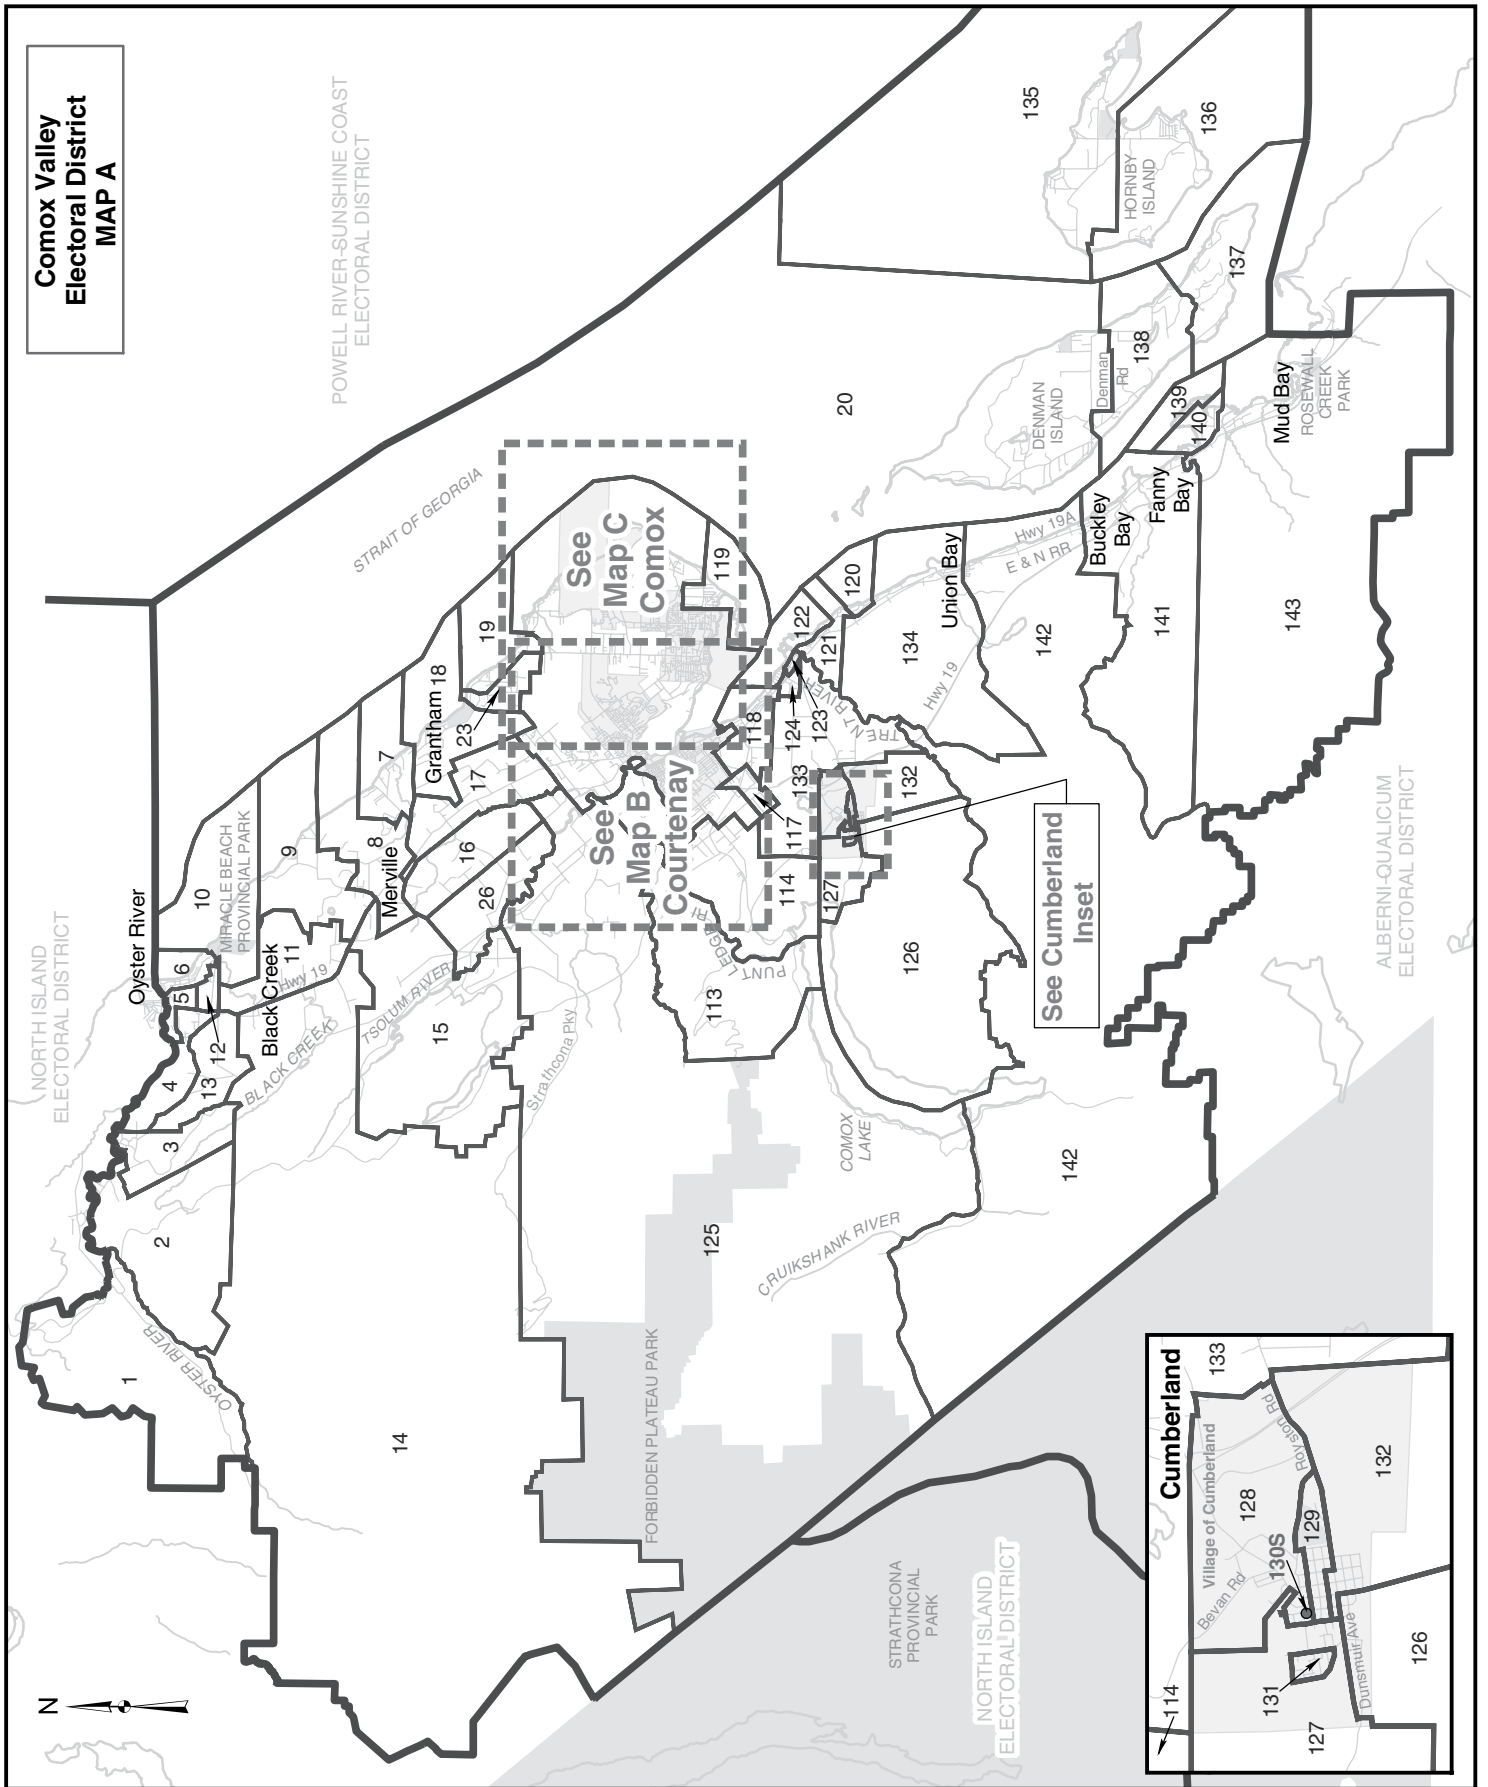 Comox Valley
Electoral District
MAP A
POWELL RIVER-SUNSHINE COAST
ELECTORAL DISTRICT
NORTH ISLAND
ELECTORAL DISTRICT
STRAIT OF GEORGIA
Oyster River
MIRACLE BEACH
PROVINCIAL PARK
Black Creek
Hwy 19
BLACK CREEK
TSOLUM RIVER
Merville
Grantham
OYSTER RIVER
Strathcona Pky
1
2
3
4
5
6
7
8
9
10
11
12
13
14
15
16
17
18
19
20
23
26
See
Map C
Comox
See
Map B
Courtenay
PUNT
LEDGE RI
113
114
117
118
119
120
121
122
123
123
124
125
126
127
132
133
134
TRENT RIVER
Union Bay
Hwy 19A
E & N RR
Hwy 19
Buckley
Bay
Fanny
Bay
Mud Bay
ROSEWALL
CREEK
PARK
DENMAN
ISLAND
Denman
Rd
HORNBY
ISLAND
135
136
137
138
139
140
141
142
142
143
FORBIDDEN PLATEAU PARK
COMOX
LAKE
CRUIKSHANK RIVER
See Cumberland
Inset
ALBERNI-QUALICUM
ELECTORAL DISTRICT
STRATHCONA
PROVINCIAL
PARK
NORTH ISLAND
ELECTORAL DISTRICT
N
Cumberland
Village of Cumberland
Bevan Rd
Royston Rd
Dunsmuir Ave
114
126
127
128
129
130S
131
132
133